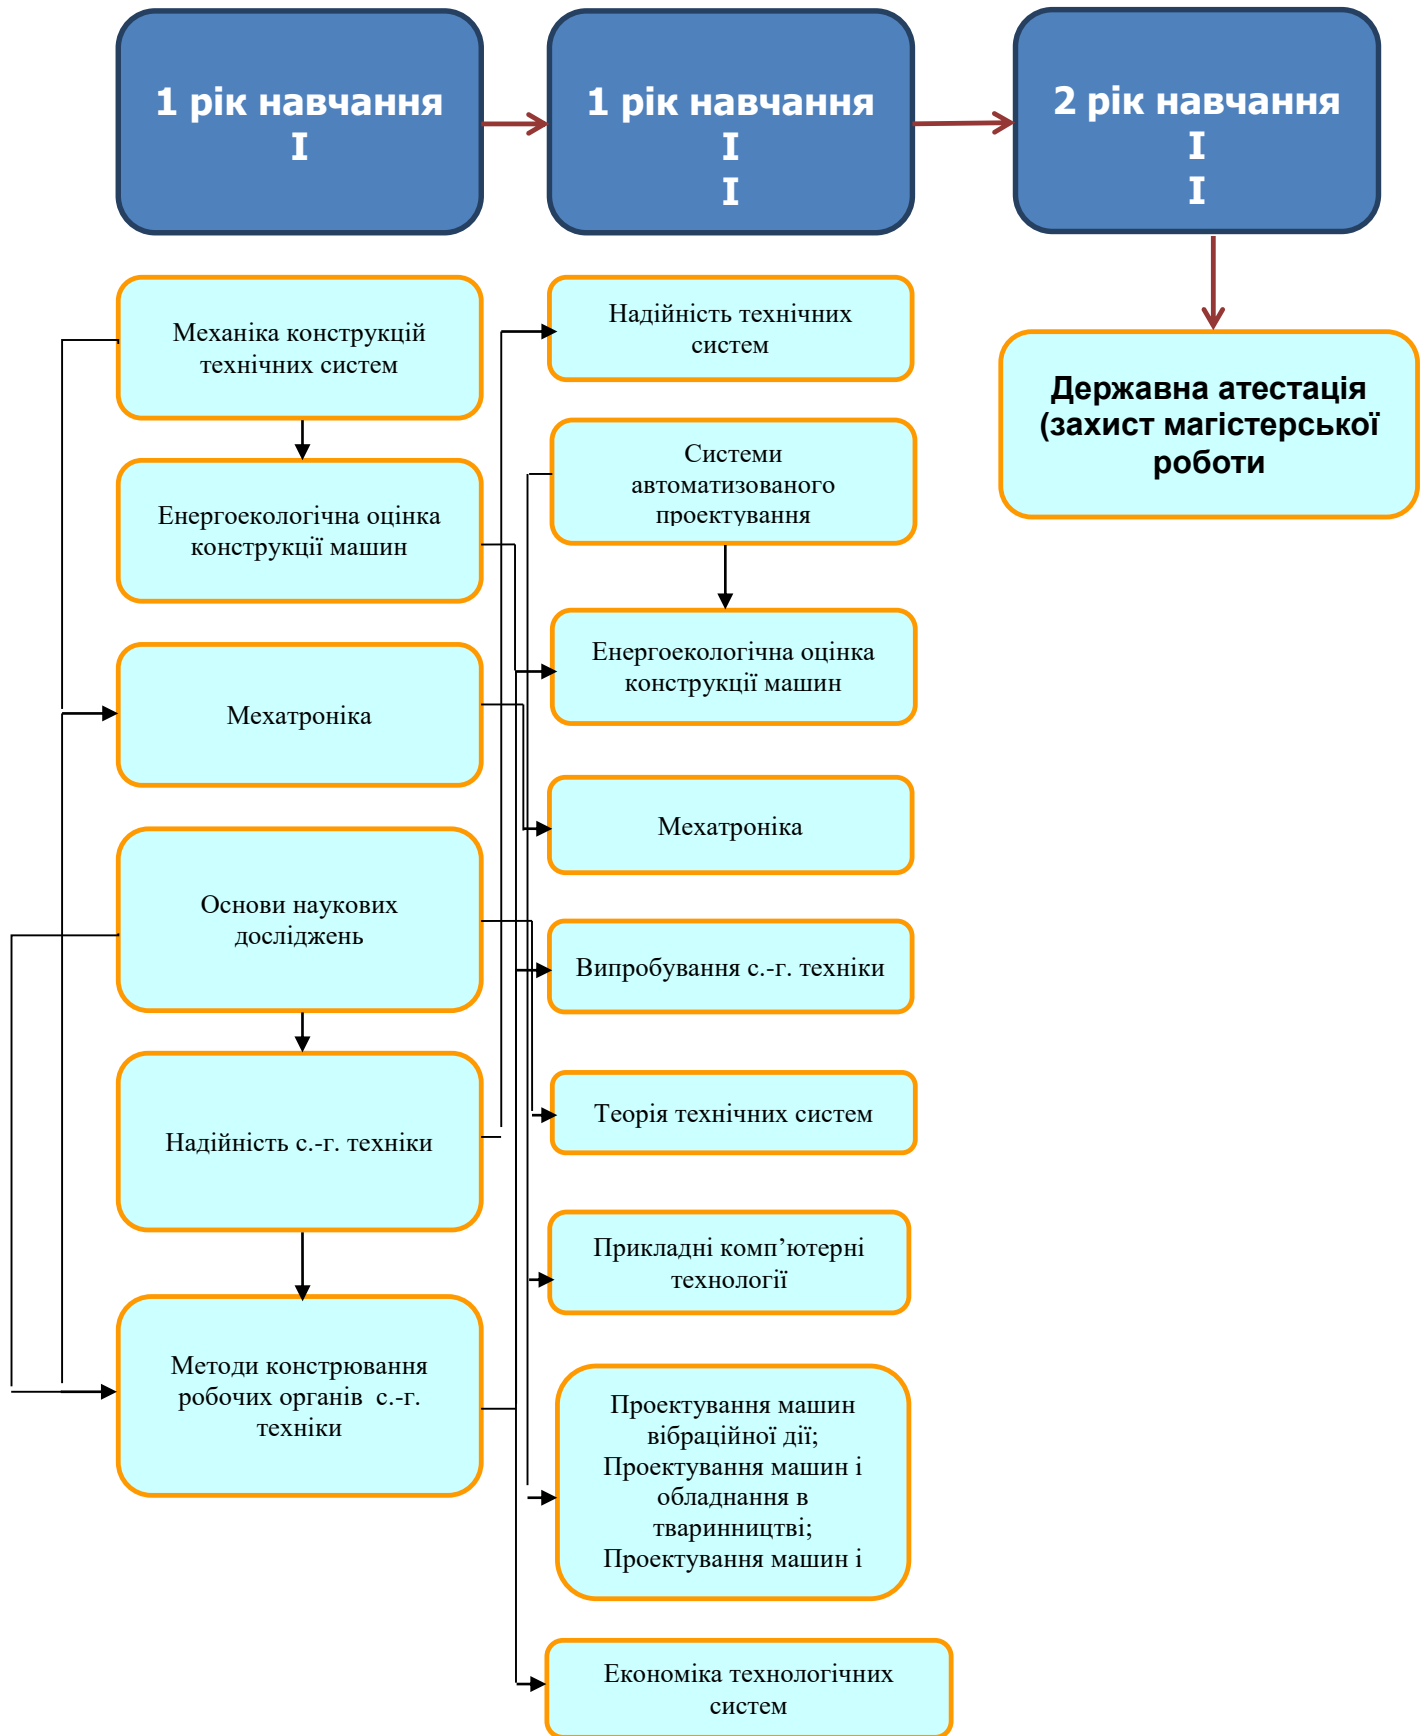 1 рік навчання
I
1 рік навчання
I
I
2 рік навчання
I
I
Механіка конструкцій
технічних систем
Енергоекологічна оцінка
конструкції машин
Мехатроніка
Основи наукових
досліджень
Надійність с.-г. техніки
Методи констрювання
робочих органів с.-г.
техніки
Надійність технічних
систем
Системи
автоматизованого
проектування
Енергоекологічна оцінка
конструкції машин
Мехатроніка
Випробування с.-г. техніки
Теорія технічних систем
Прикладні комп’ютерні
технології
Проектування машин
вібраційної дії;
Проектування машин і
обладнання в
тваринництві;
Проектування машин і
Економіка технологічних
систем
Державна атестація
(захист магістерської
роботи